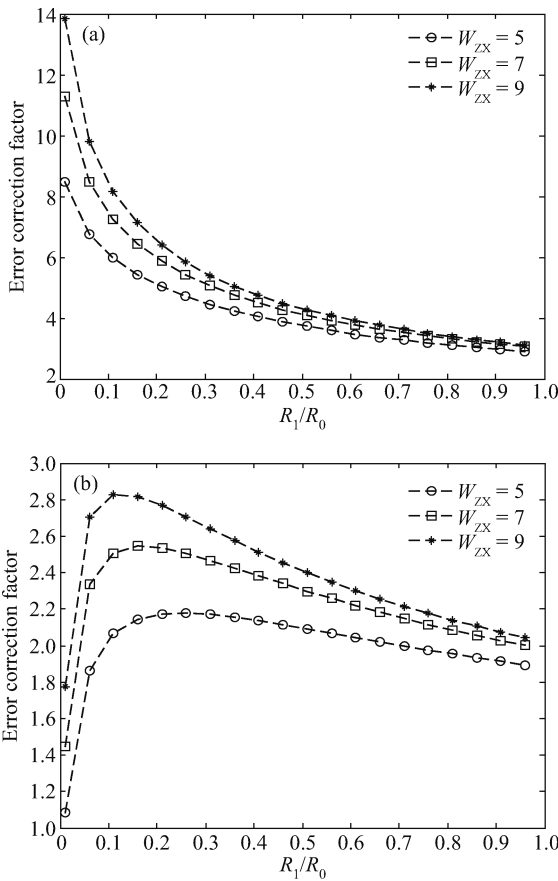 (a)
W_ZX = 5
W_ZX = 7
W_ZX = 9
14
12
10
8
6
4
2
Error correction factor
0 0.1 0.2 0.3 0.4 0.5 0.6 0.7 0.8 0.9 1.0
R_1/R_0
(b)
W_ZX = 5
W_ZX = 7
W_ZX = 9
3.0
2.8
2.6
2.4
2.2
2.0
1.8
1.6
1.4
1.2
1.0
Error correction factor
0 0.1 0.2 0.3 0.4 0.5 0.6 0.7 0.8 0.9 1.0
R_1/R_0